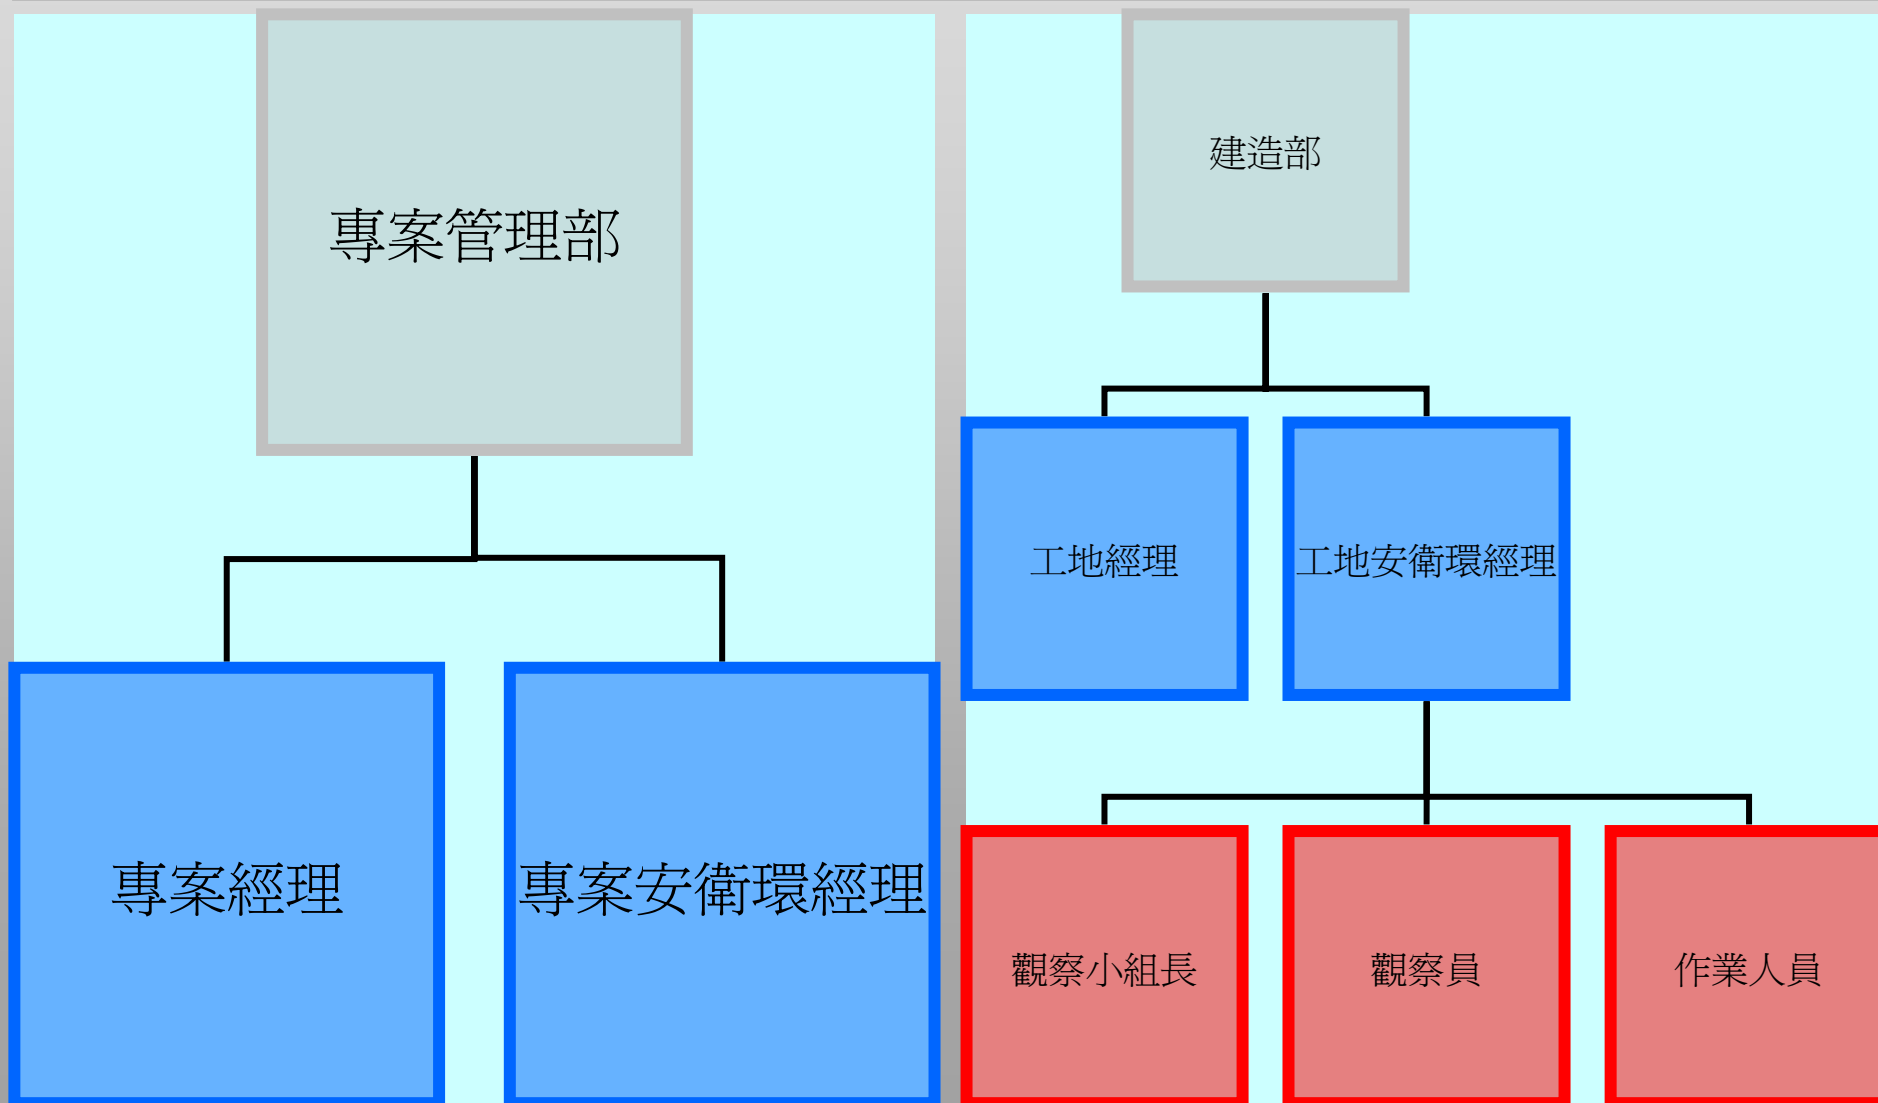 專案管理部
專案經理
專案安衛環經理
建造部
工地經理
工地安衛環經理
觀察小組長
觀察員
作業人員